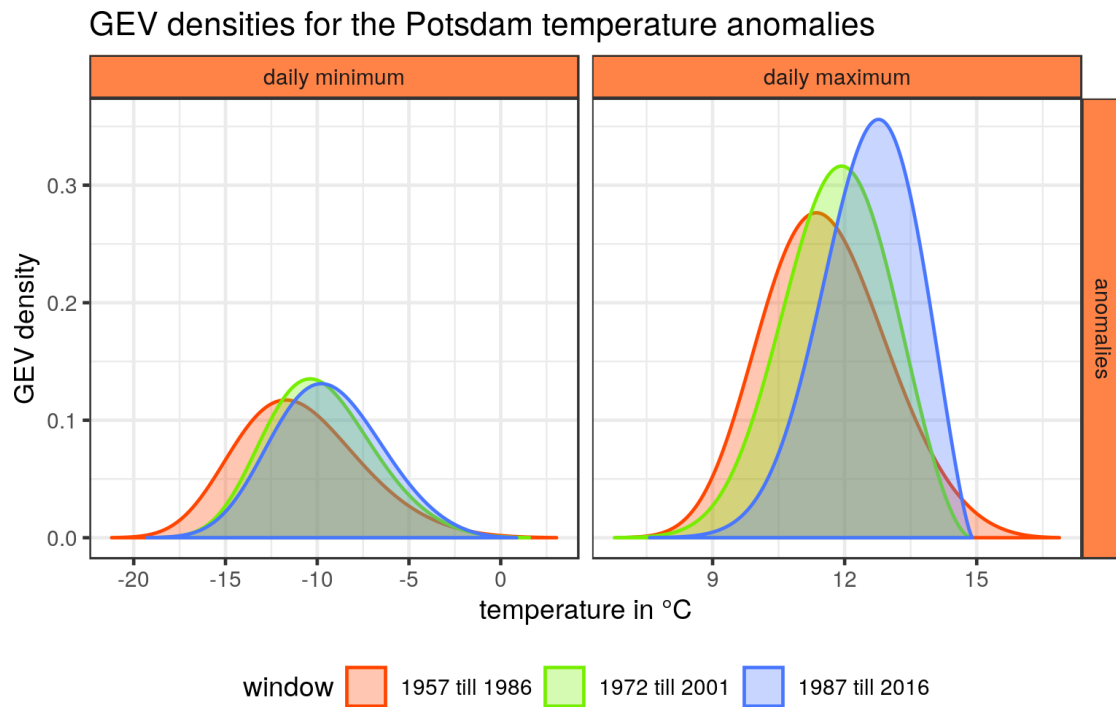 GEV densities for the Potsdam temperature anomalies
daily minimum
daily maximum
anomalies
GEV density
0.3
0.2
0.1
0.0
-20 -15 -10 -5 0
9 12 15
temperature in °C
window 1957 till 1986 1972 till 2001 1987 till 2016